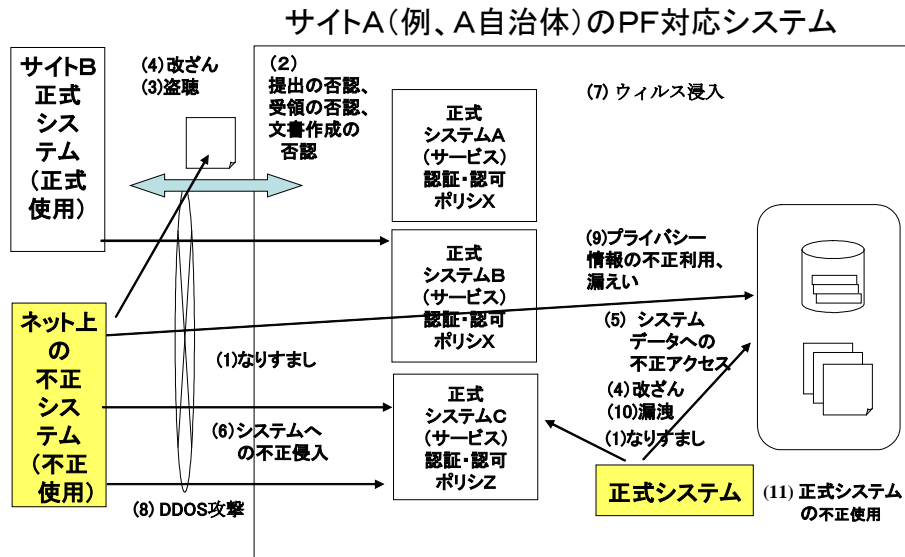 サイトA(例、A自治体)のPF対応システム
サイトB
正式
シス
テム
(正式
使用)
(4)改ざん
(3)盗聴
(2)
提出の否認、
受領の否認、
文書作成の
否認
(7)ウィルス浸入
正式
システムA
(サービス)
認証・認可
ポリシX
正式
システムB
(サービス)
認証・認可
ポリシX
(9)プライバシー
情報の不正利用、
漏えい
ネット上
の
不正
シス
テム
(不正
使用)
(1)なりすまし
(5) システム
データへの
不正アクセス
(4)改ざん
(10)漏洩
(1)なりすまし
正式
システムC
(サービス)
認証・認可
ポリシZ
(6)システムへ
の不正侵入
(8) DDOS攻撃
正式システム
(11) 正式システム
の不正使用